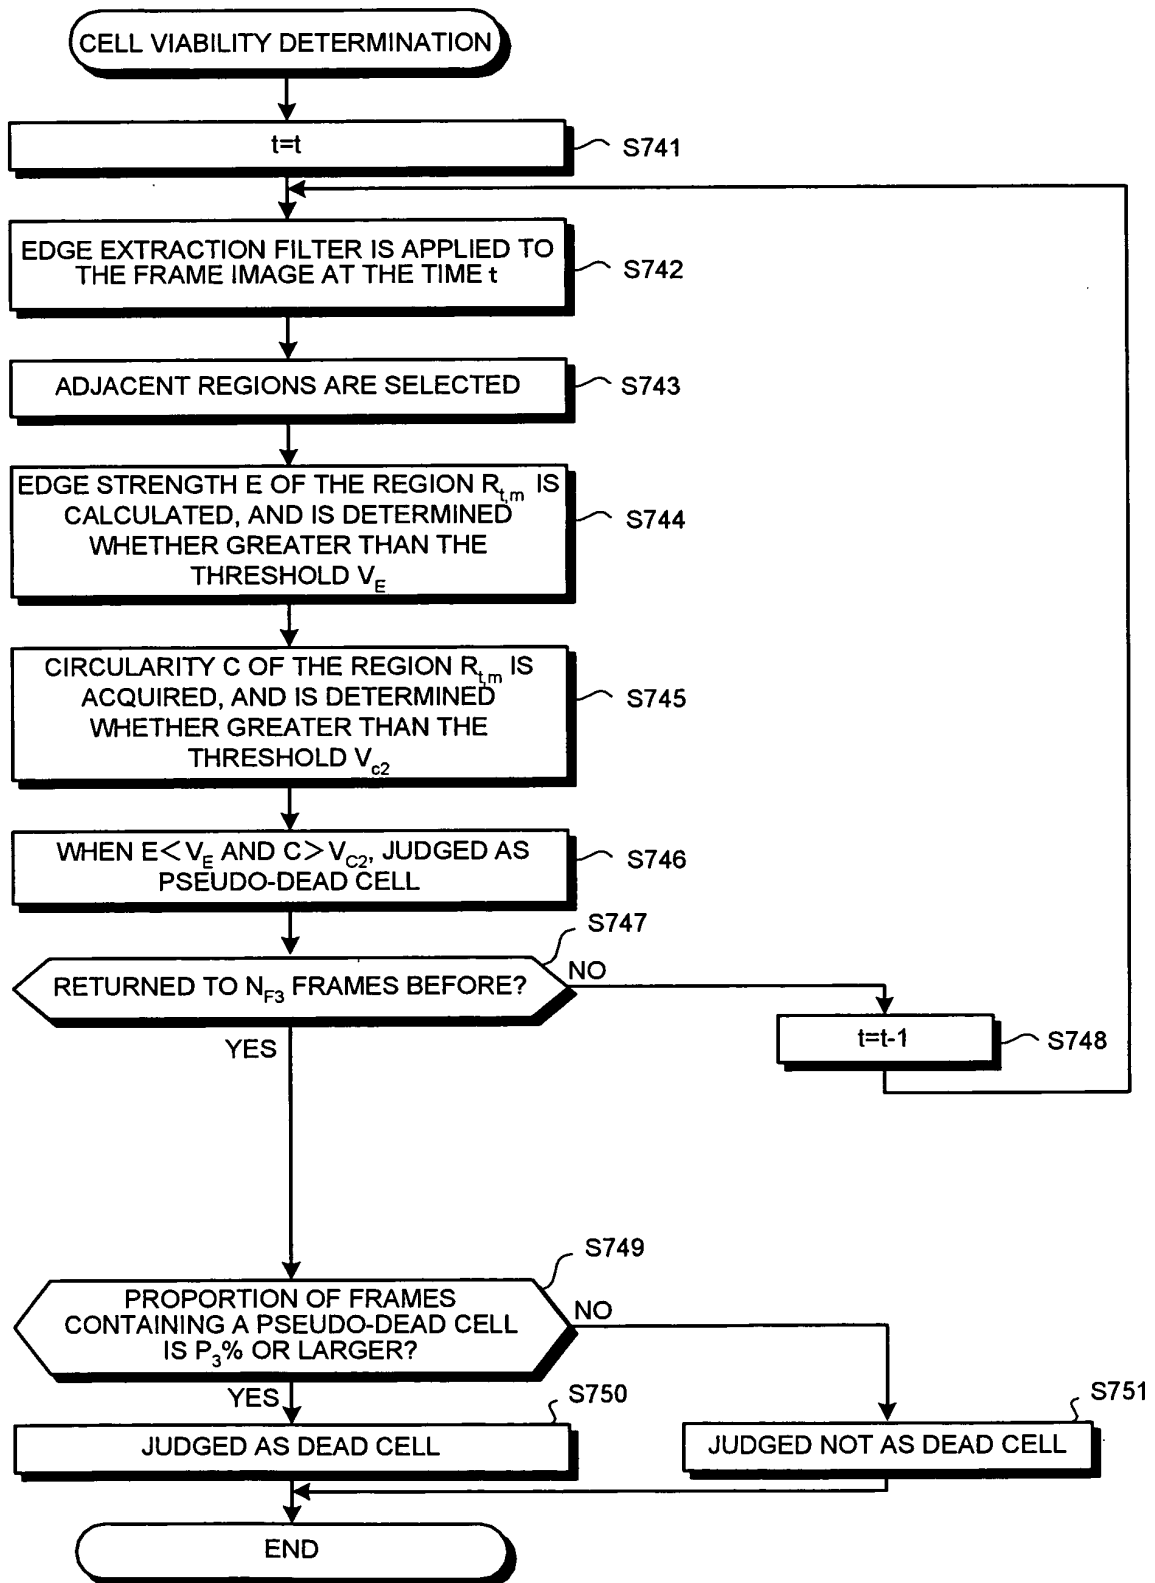 CELL VIABILITY DETERMINATION
t=t
S741
EDGE EXTRACTION FILTER IS APPLIED TO
THE FRAME IMAGE AT THE TIME t
S742
ADJACENT REGIONS ARE SELECTED
S743
EDGE STRENGTH E OF THE REGION Rt,m IS
CALCULATED, AND IS DETERMINED
WHETHER GREATER THAN THE
THRESHOLD VE
S744
CIRCULARITY C OF THE REGION Rt,m IS
ACQUIRED, AND IS DETERMINED
WHETHER GREATER THAN THE
THRESHOLD Vc2
S745
WHEN E<VE AND C>VC2, JUDGED AS
PSEUDO-DEAD CELL
S746
S747
RETURNED TO NF3 FRAMES BEFORE?
NO
YES
t=t-1
S748
S749
PROPORTION OF FRAMES
CONTAINING A PSEUDO-DEAD CELL
IS P3% OR LARGER?
NO
YES
S750
JUDGED AS DEAD CELL
S751
JUDGED NOT AS DEAD CELL
END